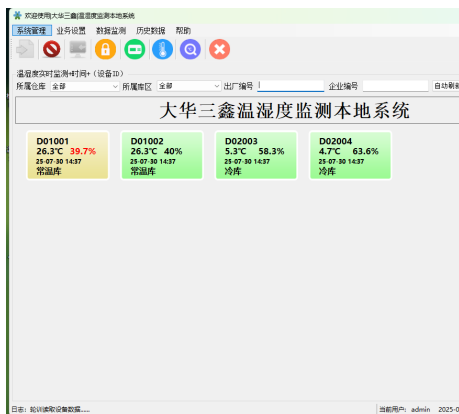 欢迎使用|大华三鑫|温湿度监测本地系统
系统管理 业务设置 数据监测 历史数据 帮助
温湿度实时监测+时间+（设备ID）
所属仓库 全部 所属库区 全部 出厂编号 企业编号 自动刷新
大华三鑫温湿度监测本地系统
D01001 D01002 D02003 D02004
26.3℃ 39.7% 26.3℃ 40% 5.3℃ 58.3% 4.7℃ 63.6%
25-07-30 14:37 25-07-30 14:37 25-07-30 14:37 25-07-30 14:37
常温库 常温库 冷库 冷库
日志: 轮训读取设备数据...... 当前用户: admin 2025-0